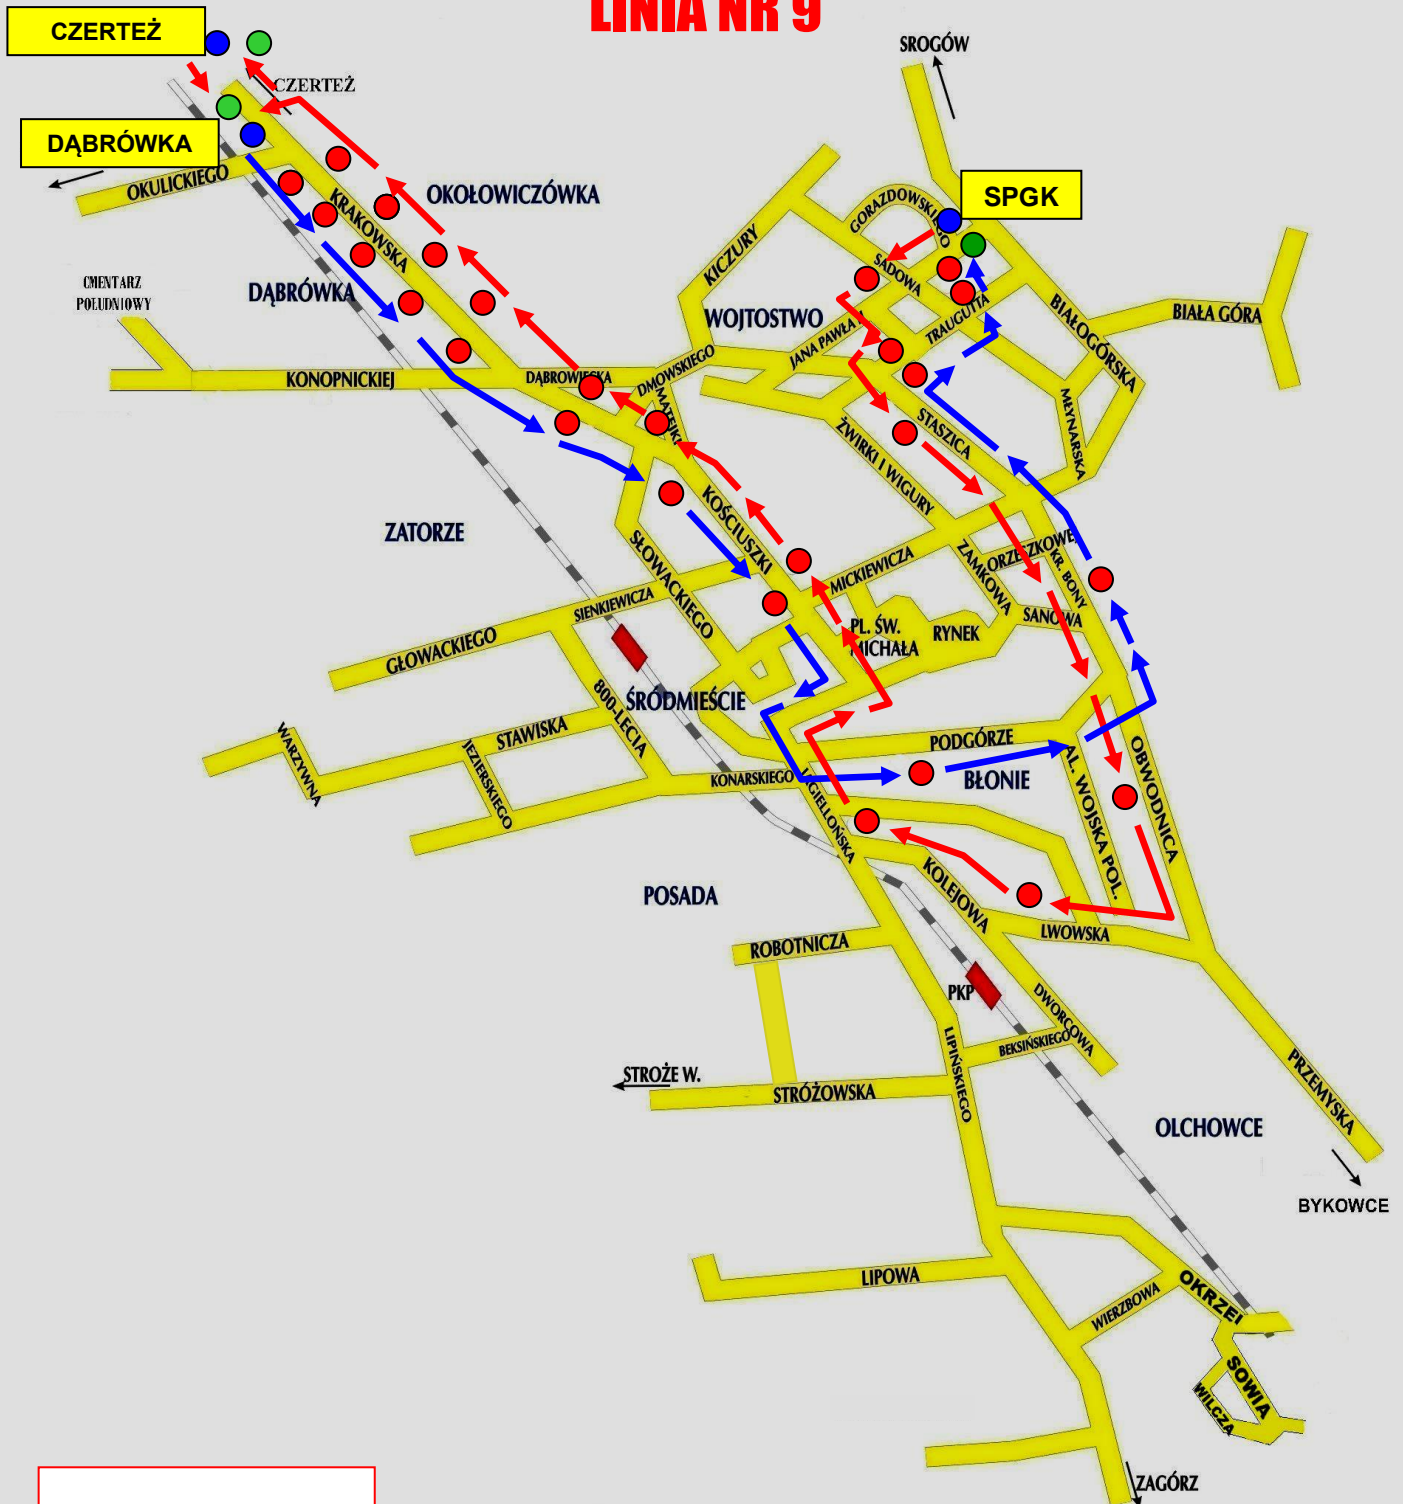 LINIA NR 9
CZERTEŻ
SROGÓW
CZERTEŻ
DĄBRÓWKA
OKULICKIEGO
OKOŁOWICZÓWKA
SPGK
GORAZDOWSKIEGO
KRAKOWSKA
KICZURY
SADOWA
CMENTARZ
POŁUDNIOWY
DĄBRÓWKA
WOJTOSTWO
JANA PAWŁA II
TRAUGUTTA
BIAŁOGÓRSKA
BIAŁA GÓRA
KONOPNICKIEJ
DĄBROWIECKA
DMOWSKIEGO
MATEJKI
STASZICA
MŁYNARSKA
ŻWIRKI I WIGURY
KOŚCIUSZKI
ZATORZE
SŁOWACKIEGO
MICKIEWICZA
ZAMKOWA
ORZESZKOWEJ
KR. BONY
SIENKIEWICZA
GŁOWACKIEGO
PL. ŚW.
MICHAŁA
RYNEK
SANOWA
800-LECIA
ŚRÓDMIEŚCIE
WARZYWNA
STAWISKA
JEZIERSKIEGO
PODGÓRZE
KONARSKIEGO
BŁONIE
JAGIELLOŃSKA
AL. WOJSKA POL.
OBWODNICA
POSADA
KOLEJOWA
ROBOTNICZA
LWOWSKA
PKP
DWORCOWA
LIPIŃSKIEGO
BEKSIŃSKIEGO
STROŻE W.
STRÓŻOWSKA
PRZEMYSKA
OLCHOWCE
BYKOWCE
LIPOWA
WIERZBOWA
OKRZEI
SOWIA
WILCZA
ZAGÓRZ